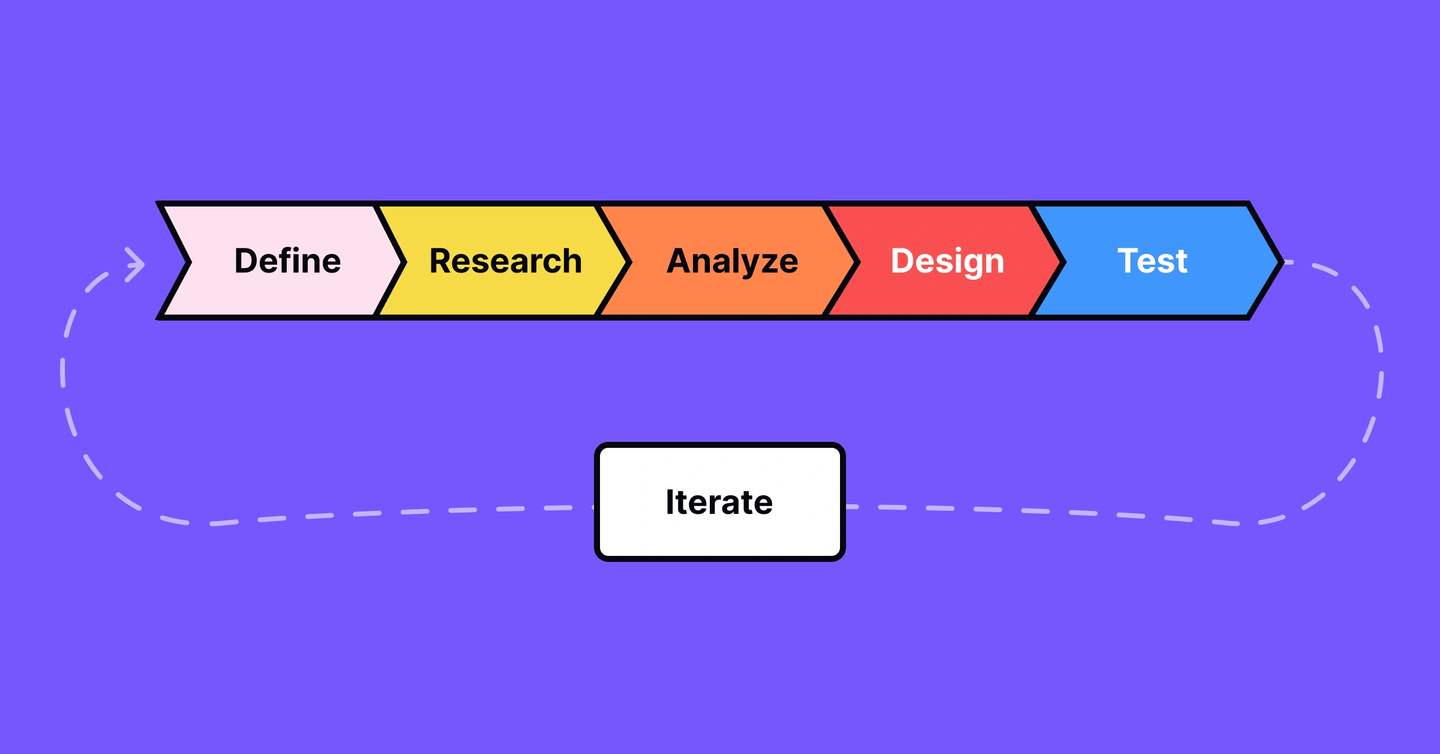 Define
Research
Analyze
Design
Test
Iterate